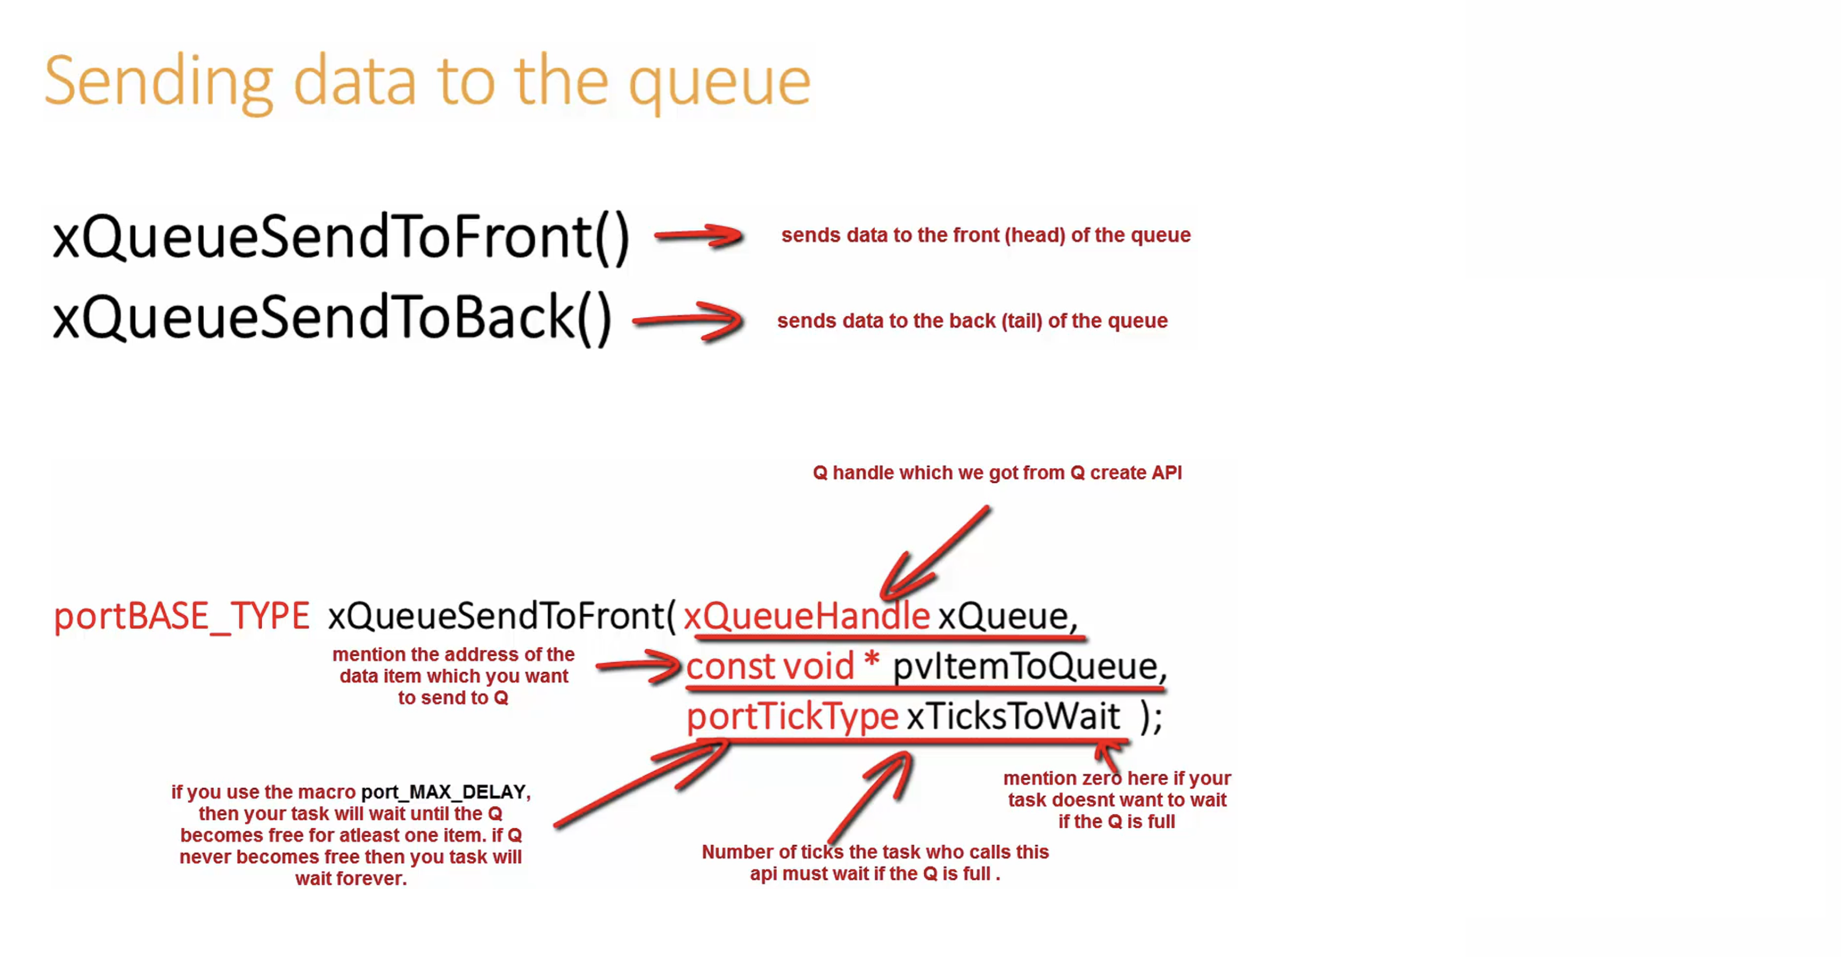 Sending data to the queue
xQueueSendToFront()
sends data to the front (head) of the queue
xQueueSendToBack()
sends data to the back (tail) of the queue
Q handle which we got from Q create API
portBASE_TYPE xQueueSendToFront( xQueueHandle xQueue,
mention the address of the
data item which you want
to send to Q
const void * pvItemToQueue,
portTickType xTicksToWait );
if you use the macro port_MAX_DELAY,
then your task will wait until the Q
becomes free for atleast one item. if Q
never becomes free then you task will
wait forever.
Number of ticks the task who calls this
api must wait if the Q is full .
mention zero here if your
task doesnt want to wait
if the Q is full